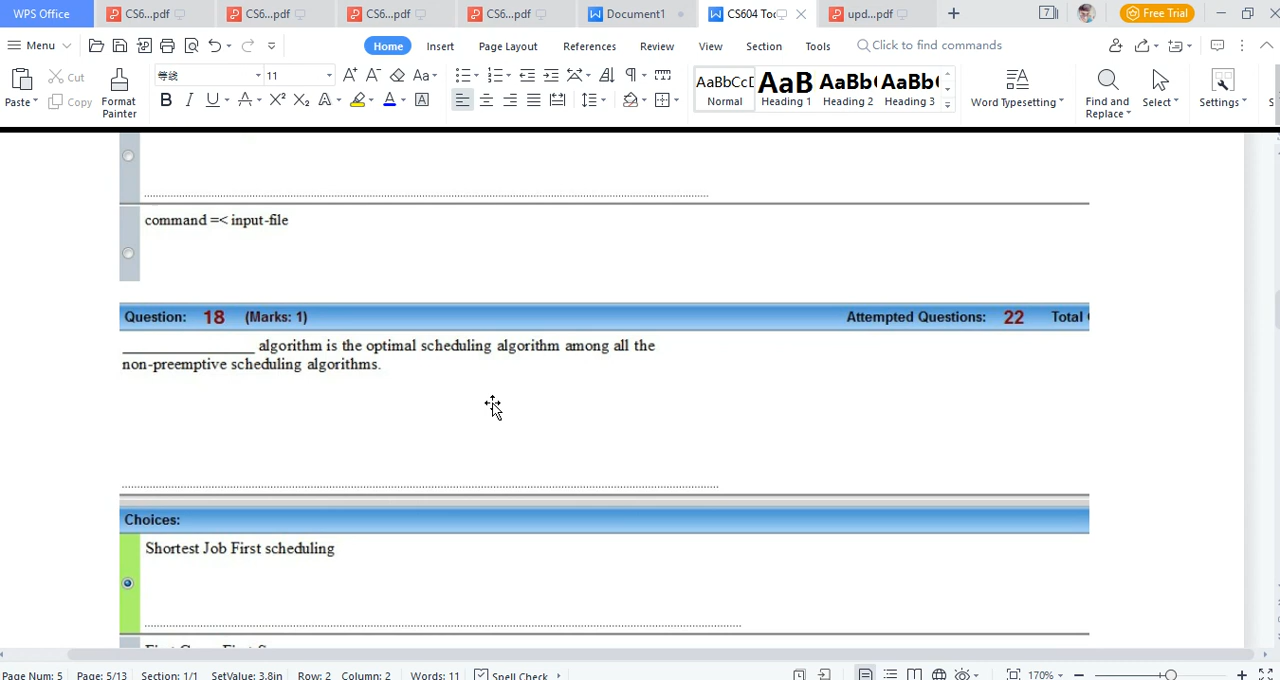 WPS Office
CS6...pdf
CS6...pdf
CS6...pdf
CS6...pdf
Document1
CS604 Too
upd...pdf
Free Trial
Menu
Home
Insert
Page Layout
References
Review
View
Section
Tools
Click to find commands
Paste
Cut
Copy
Format Painter
等线
11
AaBbCcD
Normal
AaB
Heading 1
AaBb(
Heading 2
AaBb(
Heading 3
Word Typesetting
Find and Replace
Select
Settings
command =< input-file
Question: 18 (Marks: 1) Attempted Questions: 22 Total
_________________ algorithm is the optimal scheduling algorithm among all the
non-preemptive scheduling algorithms.
Choices:
Shortest Job First scheduling
Page Num: 5 Page: 5/13 Section: 1/1 SetValue: 3.8in Row: 2 Column: 2 Words: 11 Spell Check 170%